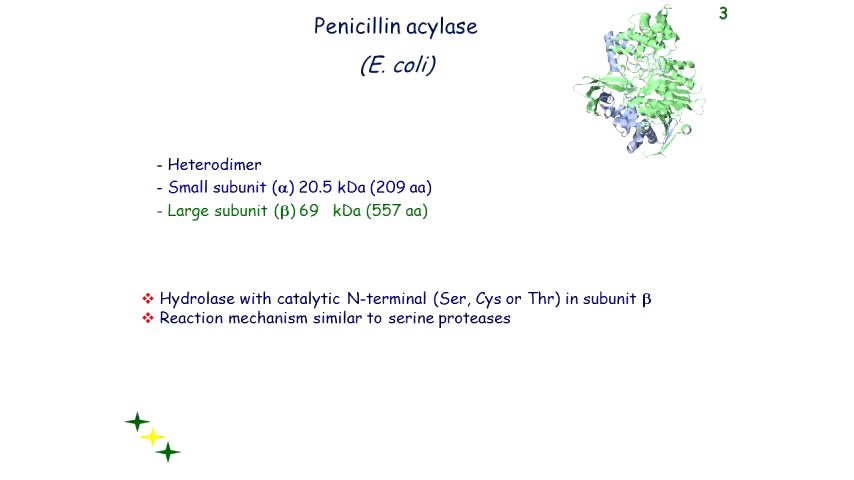 3
Penicillin acylase
(E. coli)
- Heterodimer
- Small subunit (α) 20.5 kDa (209 aa)
- Large subunit (β) 69 kDa (557 aa)
❖ Hydrolase with catalytic N-terminal (Ser, Cys or Thr) in subunit β
❖ Reaction mechanism similar to serine proteases